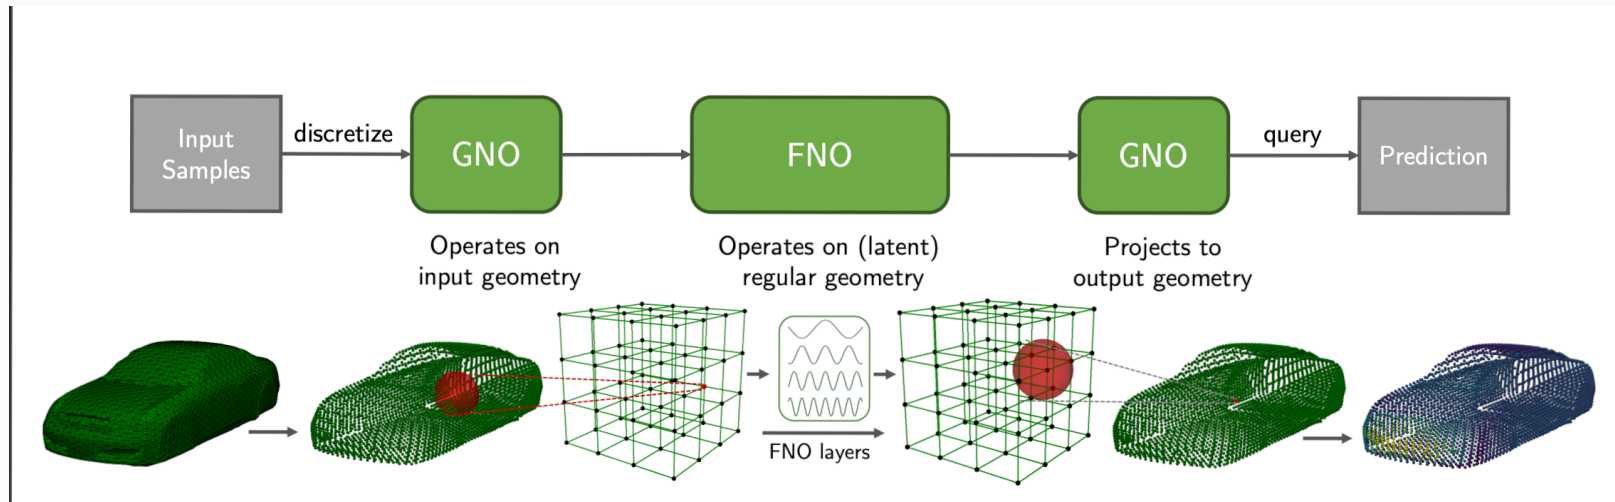 Input
Samples
discretize
GNO
FNO
GNO
query
Prediction
Operates on
input geometry
Operates on (latent)
regular geometry
Projects to
output geometry
FNO layers